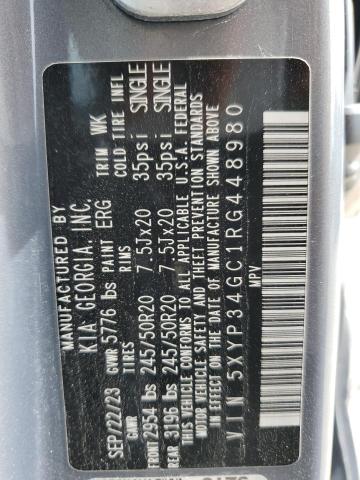 MANUFACTURED BY
KIA GEORGIA, INC.
SEP/22/23 PAINT ERG TRIM WK
GVWR 5776 lbs
TIRES RIMS COLD TIRE INFL
FRONT 2954 lbs 245/50R20 7 5Jx20 35psi SINGLE
REAR 3196 lbs 245/50R20 7 5Jx20 35psi SINGLE
THIS VEHICLE CONFORMS TO ALL APPLICABLE U.S.A. FEDERAL
MOTOR VEHICLE SAFETY AND THEFT PREVENTION STANDARDS
IN EFFECT ON THE DATE OF MANUFACTURE SHOWN ABOVE
VIN 5XYP34GC1RG448980
MPV